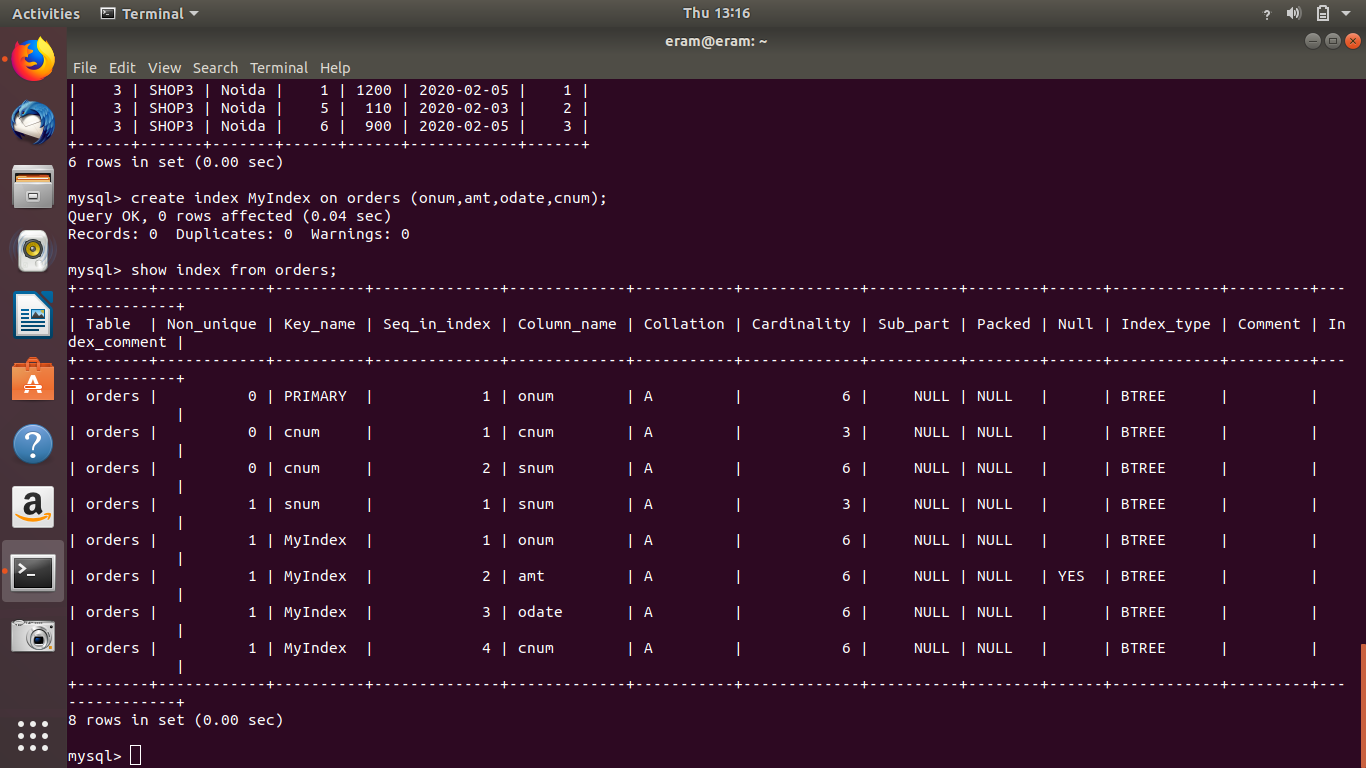 Activities Terminal Thu 13:16 ?
eram@eram: ~
File Edit View Search Terminal Help
|    3 | SHOP3 | Noida |    1 | 1200 | 2020-02-05 |    1 |
|    3 | SHOP3 | Noida |    5 |  110 | 2020-02-03 |    2 |
|    3 | SHOP3 | Noida |    6 |  900 | 2020-02-05 |    3 |
+------+-------+-------+------+------+------------+------+
6 rows in set (0.00 sec)
mysql> create index MyIndex on orders (onum,amt,odate,cnum);
Query OK, 0 rows affected (0.04 sec)
Records: 0  Duplicates: 0  Warnings: 0
mysql> show index from orders;
+--------+------------+----------+--------------+-------------+-----------+-------------+----------+--------+------+------------+---------+---
------------+
| Table  | Non_unique | Key_name | Seq_in_index | Column_name | Collation | Cardinality | Sub_part | Packed | Null | Index_type | Comment | In
dex_comment |
+--------+------------+----------+--------------+-------------+-----------+-------------+----------+--------+------+------------+---------+---
------------+
| orders |          0 | PRIMARY  |            1 | onum        | A         |           6 |     NULL | NULL   |      | BTREE      |         |
            |
| orders |          0 | cnum     |            1 | cnum        | A         |           3 |     NULL | NULL   |      | BTREE      |         |
            |
| orders |          0 | cnum     |            2 | snum        | A         |           6 |     NULL | NULL   |      | BTREE      |         |
            |
| orders |          1 | snum     |            1 | snum        | A         |           3 |     NULL | NULL   |      | BTREE      |         |
            |
| orders |          1 | MyIndex  |            1 | onum        | A         |           6 |     NULL | NULL   |      | BTREE      |         |
            |
| orders |          1 | MyIndex  |            2 | amt         | A         |           6 |     NULL | NULL   | YES  | BTREE      |         |
            |
| orders |          1 | MyIndex  |            3 | odate       | A         |           6 |     NULL | NULL   |      | BTREE      |         |
            |
| orders |          1 | MyIndex  |            4 | cnum        | A         |           6 |     NULL | NULL   |      | BTREE      |         |
            |
+--------+------------+----------+--------------+-------------+-----------+-------------+----------+--------+------+------------+---------+---
------------+
8 rows in set (0.00 sec)
mysql>